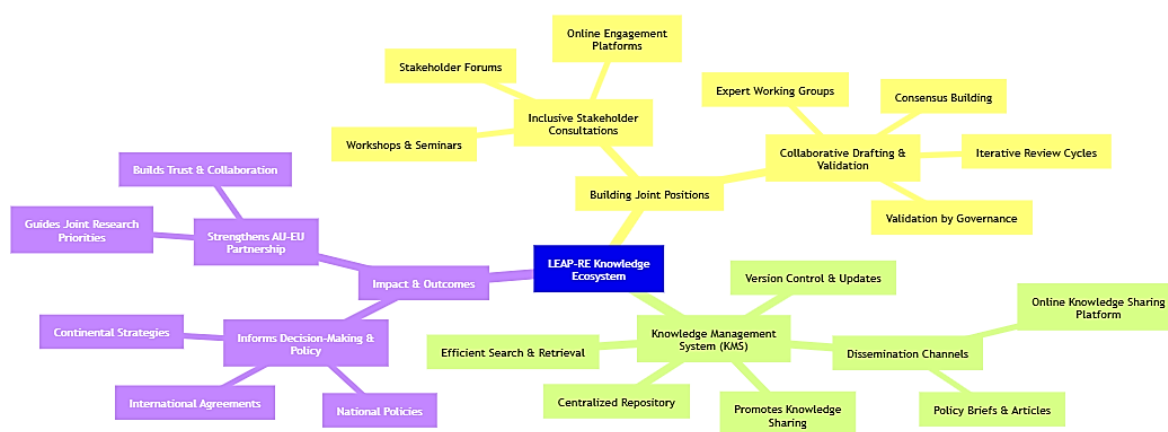 Online Engagement
Platforms
Stakeholder Forums
Inclusive Stakeholder
Consultations
Workshops & Seminars
Expert Working Groups
Consensus Building
Collaborative Drafting &
Validation
Iterative Review Cycles
Validation by Governance
Building Joint Positions
Builds Trust & Collaboration
Guides Joint Research
Priorities
Strengthens AU-EU
Partnership
Impact & Outcomes
LEAP-RE Knowledge
Ecosystem
Continental Strategies
Informs Decision-Making &
Policy
International Agreements
National Policies
Version Control & Updates
Knowledge Management
System (KMS)
Efficient Search & Retrieval
Centralized Repository
Promotes Knowledge
Sharing
Dissemination Channels
Online Knowledge Sharing
Platform
Policy Briefs & Articles